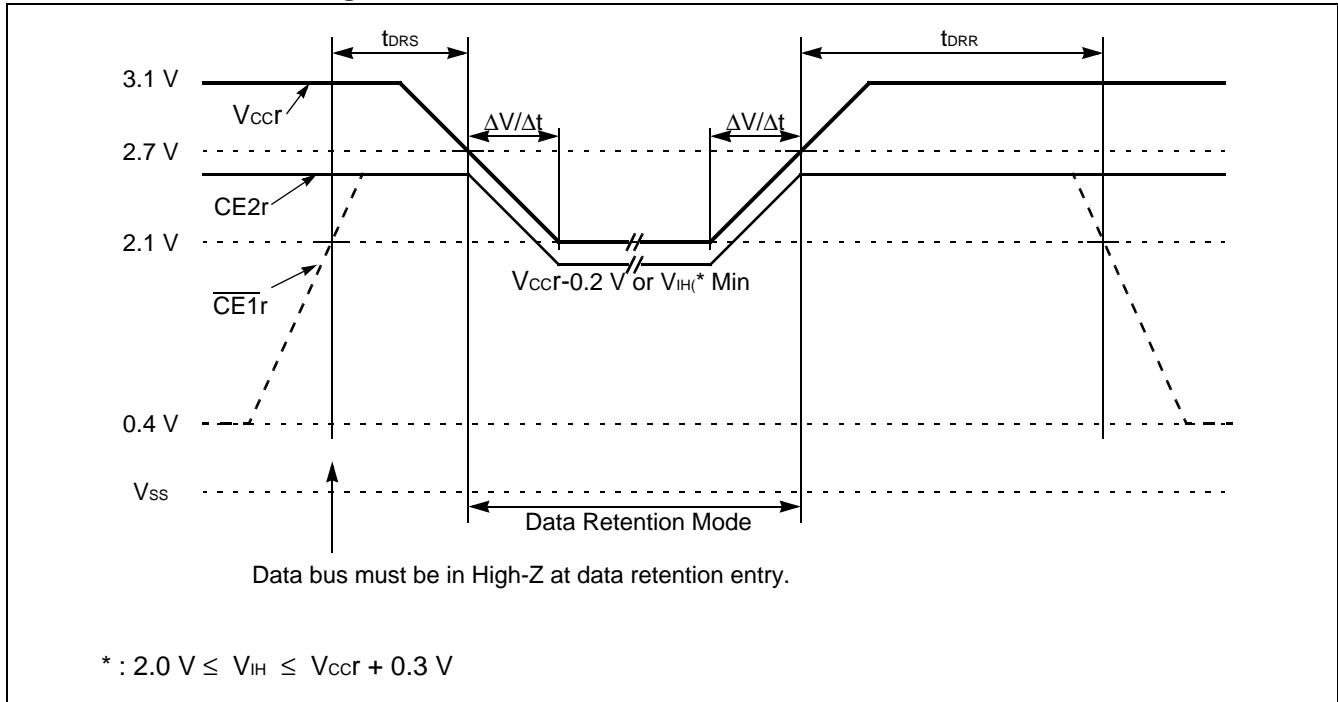 tDRS
tDRR
3.1 V
VCCr
ΔV/Δt
ΔV/Δt
2.7 V
CE2r
2.1 V
VCCr-0.2 V or VIH(* Min
CE1r
0.4 V
VSS
Data Retention Mode
Data bus must be in High-Z at data retention entry.
* : 2.0 V ≤ VIH ≤ VCCr + 0.3 V